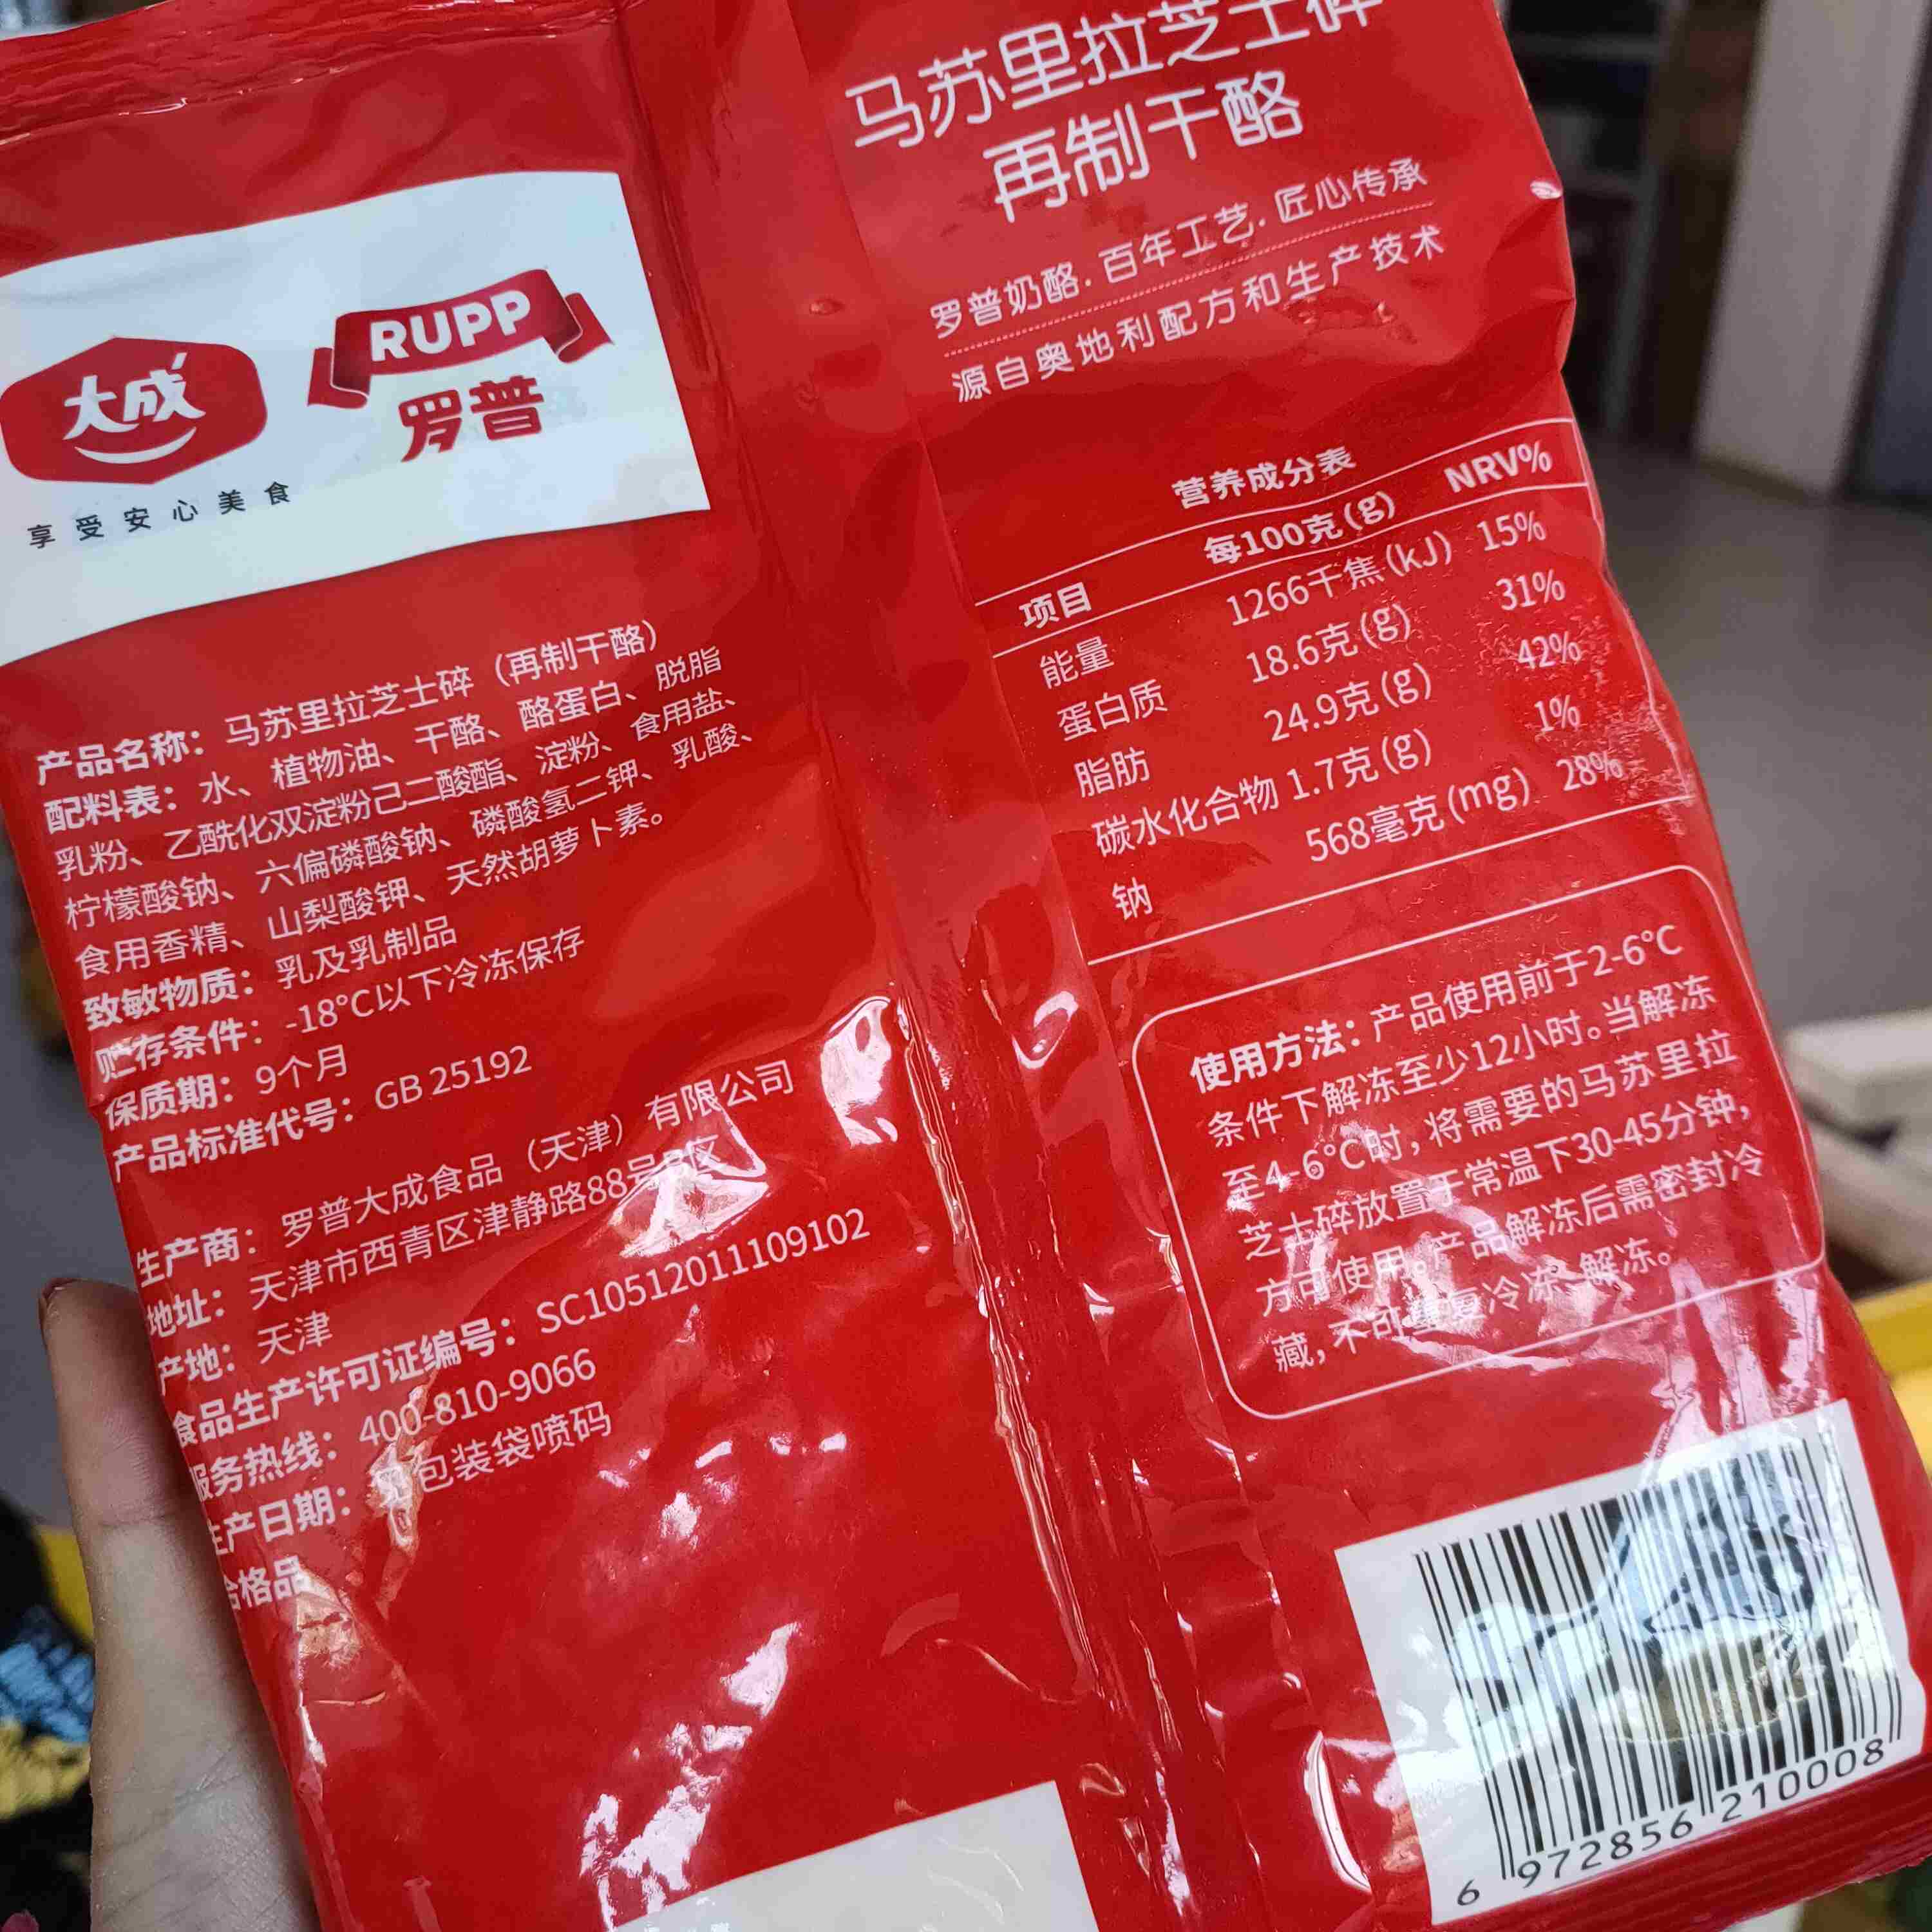 大成
RUPP
罗普
享受安心美食
产品名称：马苏里拉芝士碎（再制干酪）
配料表：水、植物油、干酪、酪蛋白、脱脂
乳粉、乙酰化双淀粉己二酸酯、淀粉、食用盐、
柠檬酸钠、六偏磷酸钠、磷酸氢二钾、乳酸、
食用香精、山梨酸钾、天然胡萝卜素。
致敏物质：乳及乳制品
贮存条件：-18°C以下冷冻保存
保质期：9个月
产品标准代号：GB 25192
生产商：罗普大成食品（天津）有限公司
地址：天津市西青区津静路88号 区
产地：天津
食品生产许可证编号：SC10512011109102
服务热线：400-810-9066
生产日期：见包装袋喷码
合格品
马苏里拉芝士碎
再制干酪
罗普奶酪.百年工艺.匠心传承
源自奥地利配方和生产技术
营养成分表
项目 每100克(g) NRV%
能量 1266千焦(kJ) 15%
蛋白质 18.6克(g) 31%
脂肪 24.9克(g) 42%
碳水化合物 1.7克(g) 1%
钠 568毫克(mg) 28%
使用方法：产品使用前于2-6°C
条件下解冻至少12小时。当解冻
至4-6°C时，将需要的马苏里拉
芝士碎放置于常温下30-45分钟，
方可使用。产品解冻后需密封冷
藏，不可重复冷冻、解冻。
6 972856 210008